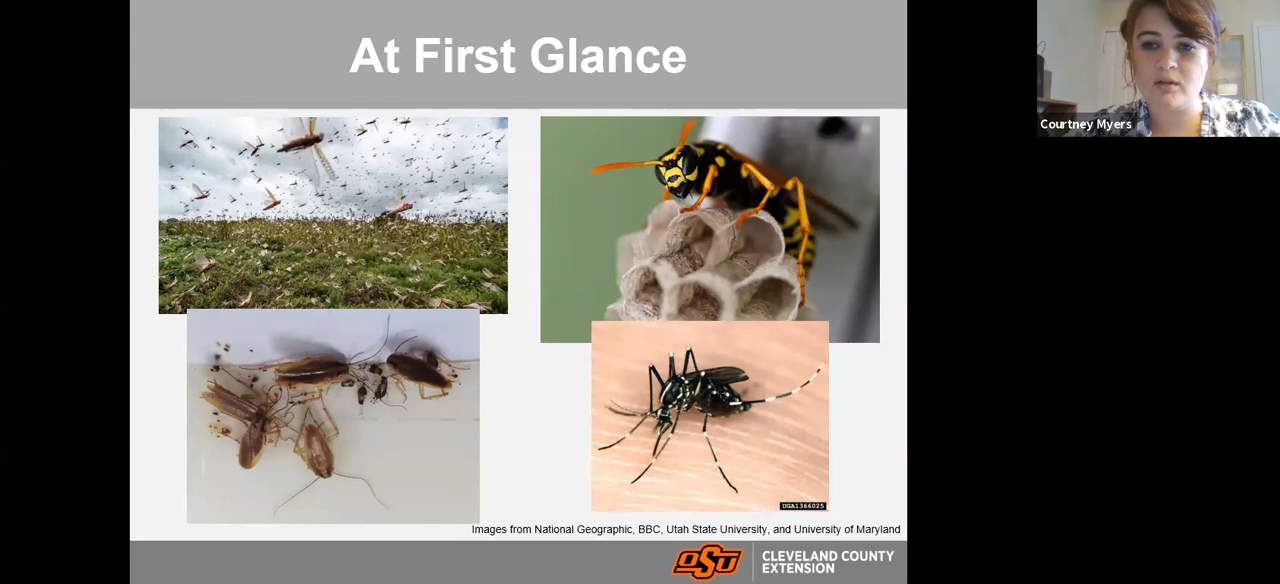 At First Glance
Courtney Myers
UGA1366025
Images from National Geographic, BBC, Utah State University, and University of Maryland
OSU
CLEVELAND COUNTY
EXTENSION